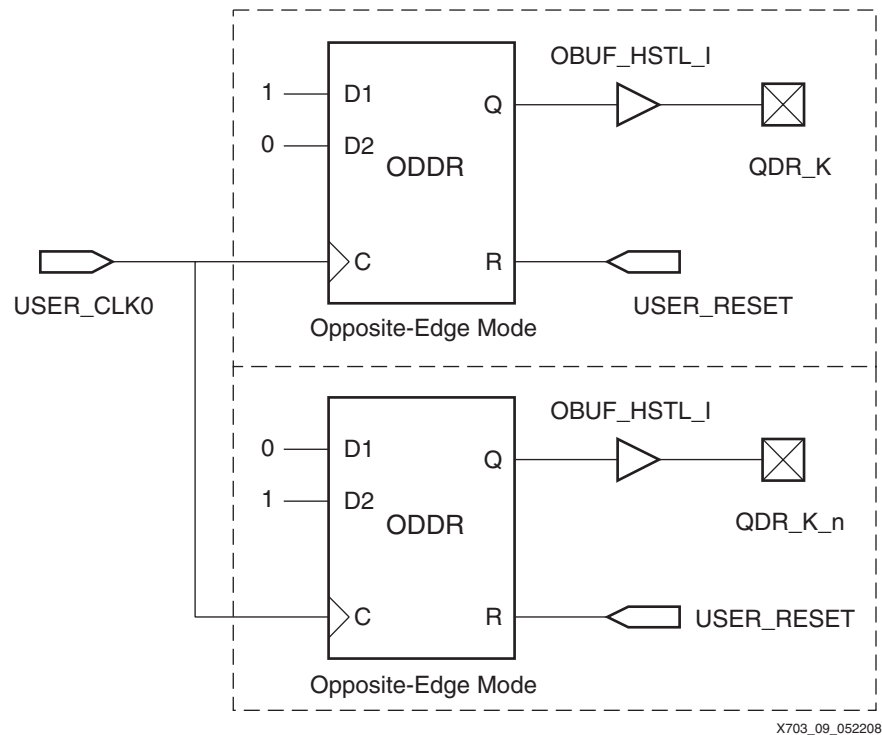 OBUF_HSTL_I
1
D1
Q
0
D2
ODDR
QDR_K
C
R
USER_CLK0
USER_RESET
Opposite-Edge Mode
OBUF_HSTL_I
0
D1
Q
1
D2
ODDR
QDR_K_n
C
R
USER_RESET
Opposite-Edge Mode
X703_09_052208